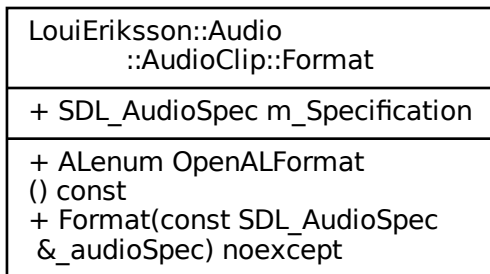 LouiEriksson::Audio
::AudioClip::Format
+ SDL_AudioSpec m_Specification
+ ALenum OpenALFormat
() const
+ Format(const SDL_AudioSpec
&_audioSpec) noexcept